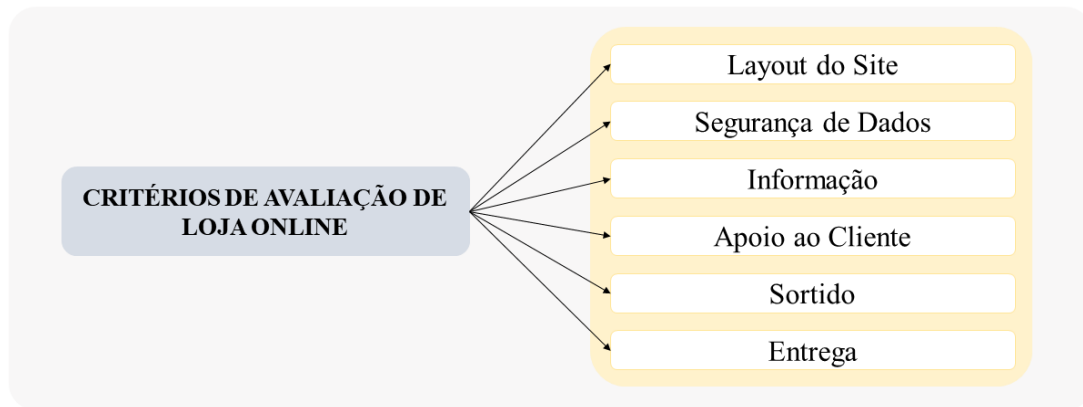 CRITÉRIOS DE AVALIAÇÃO DE
LOJA ONLINE
Layout do Site
Segurança de Dados
Informação
Apoio ao Cliente
Sortido
Entrega